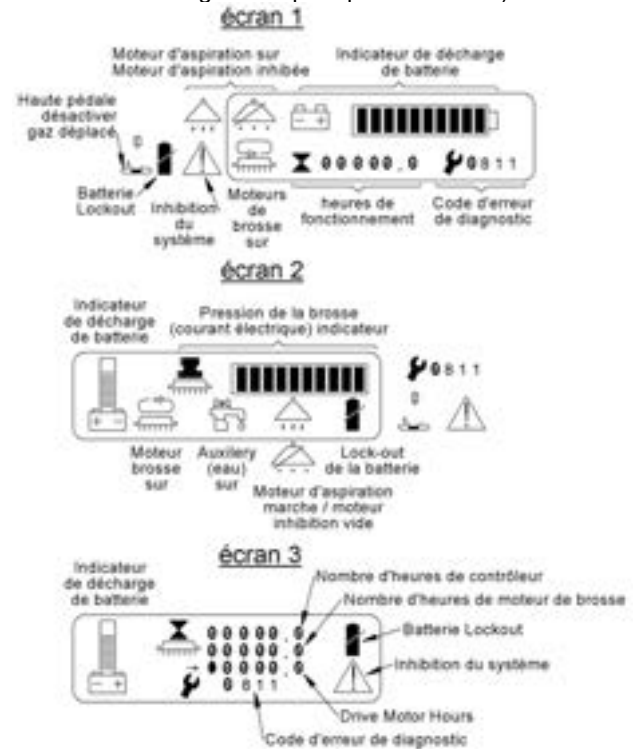 écran 1
Moteur d'aspiration sur
Moteur d'aspiration inhibée
Indicateur de décharge
de batterie
Haute pédale
désactiver
gaz déplacé
00000.0
0811
Batterie
Lockout
Inhibition
du
système
Moteurs
de
brosse
sur
heures de
fonctionnement
Code d'erreur
de diagnostic
écran 2
Indicateur
de décharge
de batterie
Pression de la brosse
(courant électrique) indicateur
0811
Moteur
brosse
sur
Auxilery
(eau)
sur
Lock-out
de la batterie
Moteur d'aspiration
marche / moteur
inhibition vide
écran 3
Indicateur
de décharge
de batterie
Nombre d'heures de contrôleur
Nombre d'heures de moteur de brosse
00000.0
00000.0
00000.0
0811
Batterie Lockout
Inhibition du système
Drive Motor Hours
Code d'erreur de diagnostic